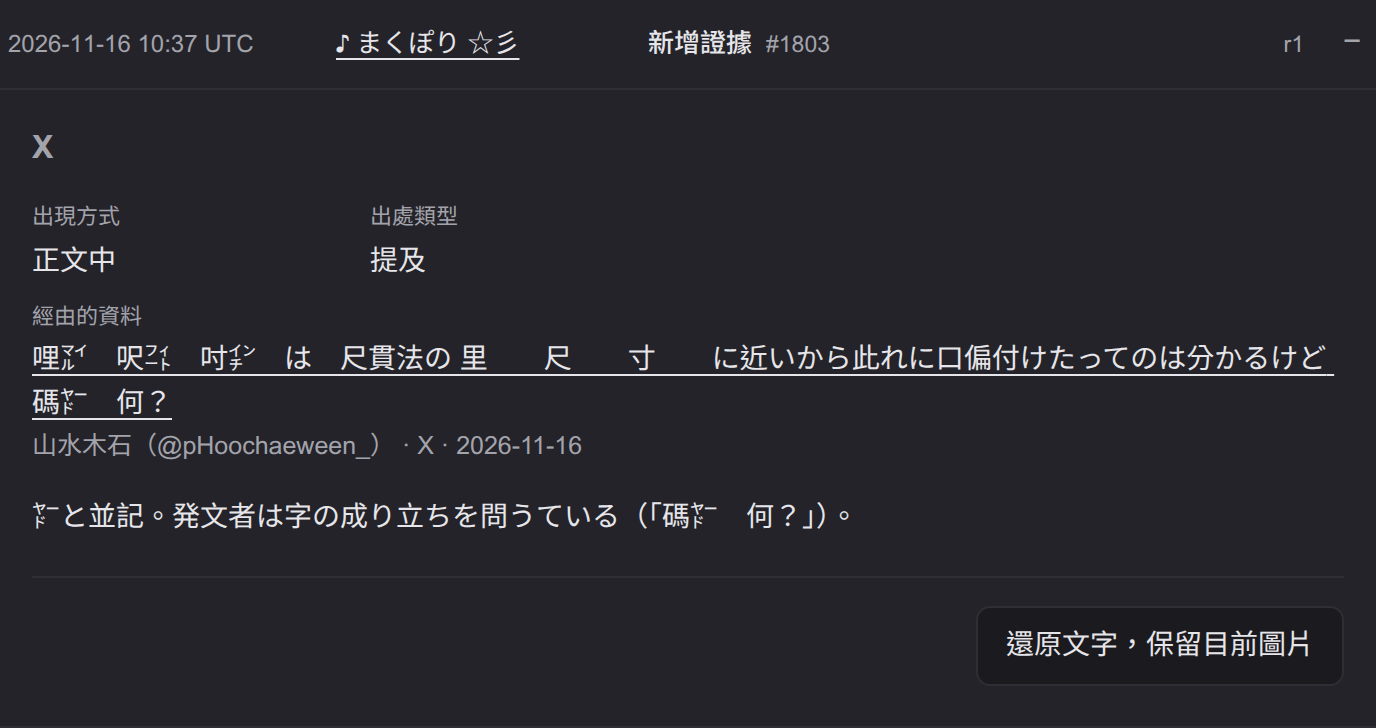 2026-11-16 10:37 UTC ♪ まくぽり ☆彡 新增證據 #1803 r1 −
X
出現方式 出處類型
正文中 提及
經由的資料
哩㍄　呎㌳　吋㌅　は　尺貫法の 里　　尺　　寸　　に近いから此れに口偏付けたってのは分かるけど
碼㍎　何？
山水木石（@pHoochaeween_） · X · 2026-11-16
㍎と並記。発文者は字の成り立ちを問うている（「碼㍎　何？」）。
還原文字，保留目前圖片